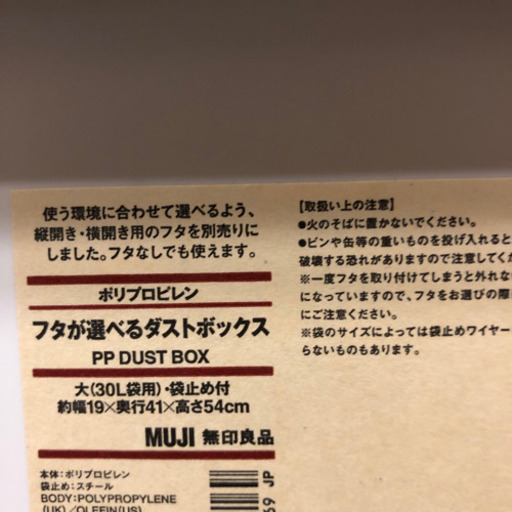 使う環境に合わせて選べるよう、
縦開き・横開き用のフタを別売りに
しました。フタなしでも使えます。
ポリプロピレン
フタが選べるダストボックス
PP DUST BOX
大(30L袋用)・袋止め付
約幅19×奥行41×高さ54cm
MUJI 無印良品
本体:ポリプロピレン
袋止め:スチール
BODY:POLYPROPYLENE
(UK)/OLEFIN(US)
【取扱い上の注意】
●火のそばに置かないでください。
●ビンや缶等の重いものを投げ入れると
破壊する恐れがありますので注意してくだ
※一度フタを取り付けてしまうと外れな
になっていますので、フタをお選びの際
にご注意ください。
※袋のサイズによっては袋止めワイヤー
らないものもあります。
69 JP